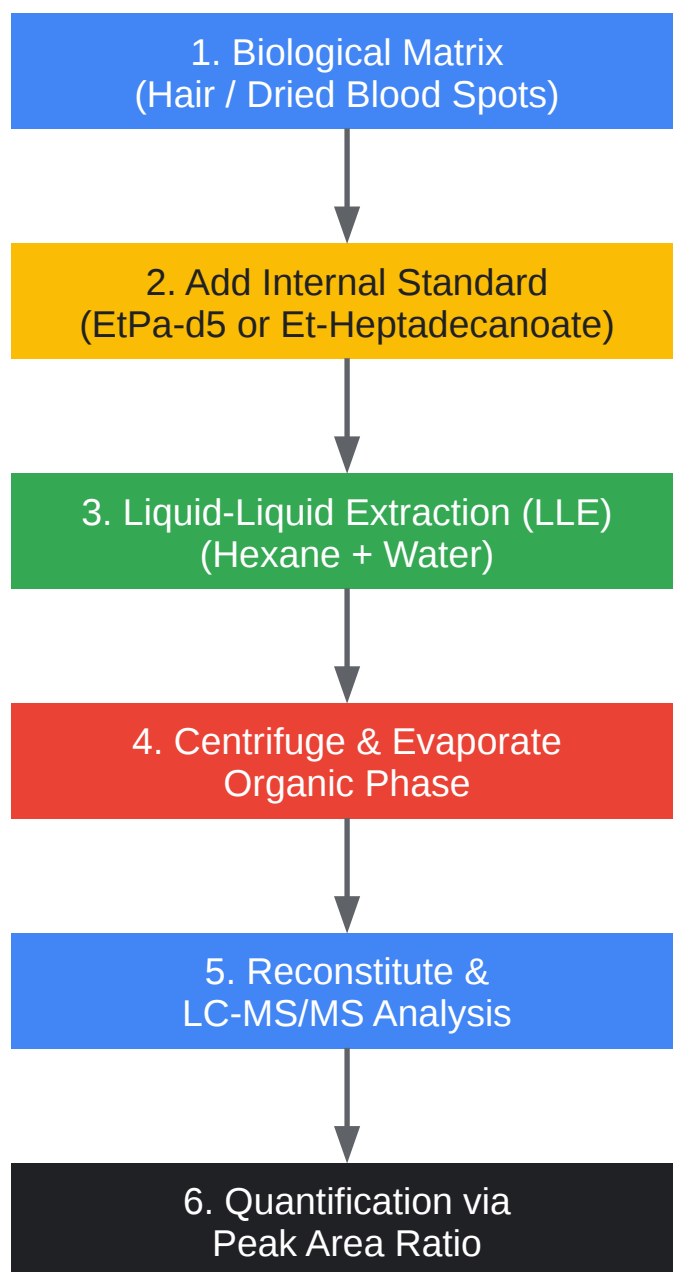 1. Biological Matrix
(Hair / Dried Blood Spots)
2. Add Internal Standard
(EtPa-d5 or Et-Heptadecanoate)
3. Liquid-Liquid Extraction (LLE)
(Hexane + Water)
4. Centrifuge & Evaporate
Organic Phase
5. Reconstitute &
LC-MS/MS Analysis
6. Quantification via
Peak Area Ratio